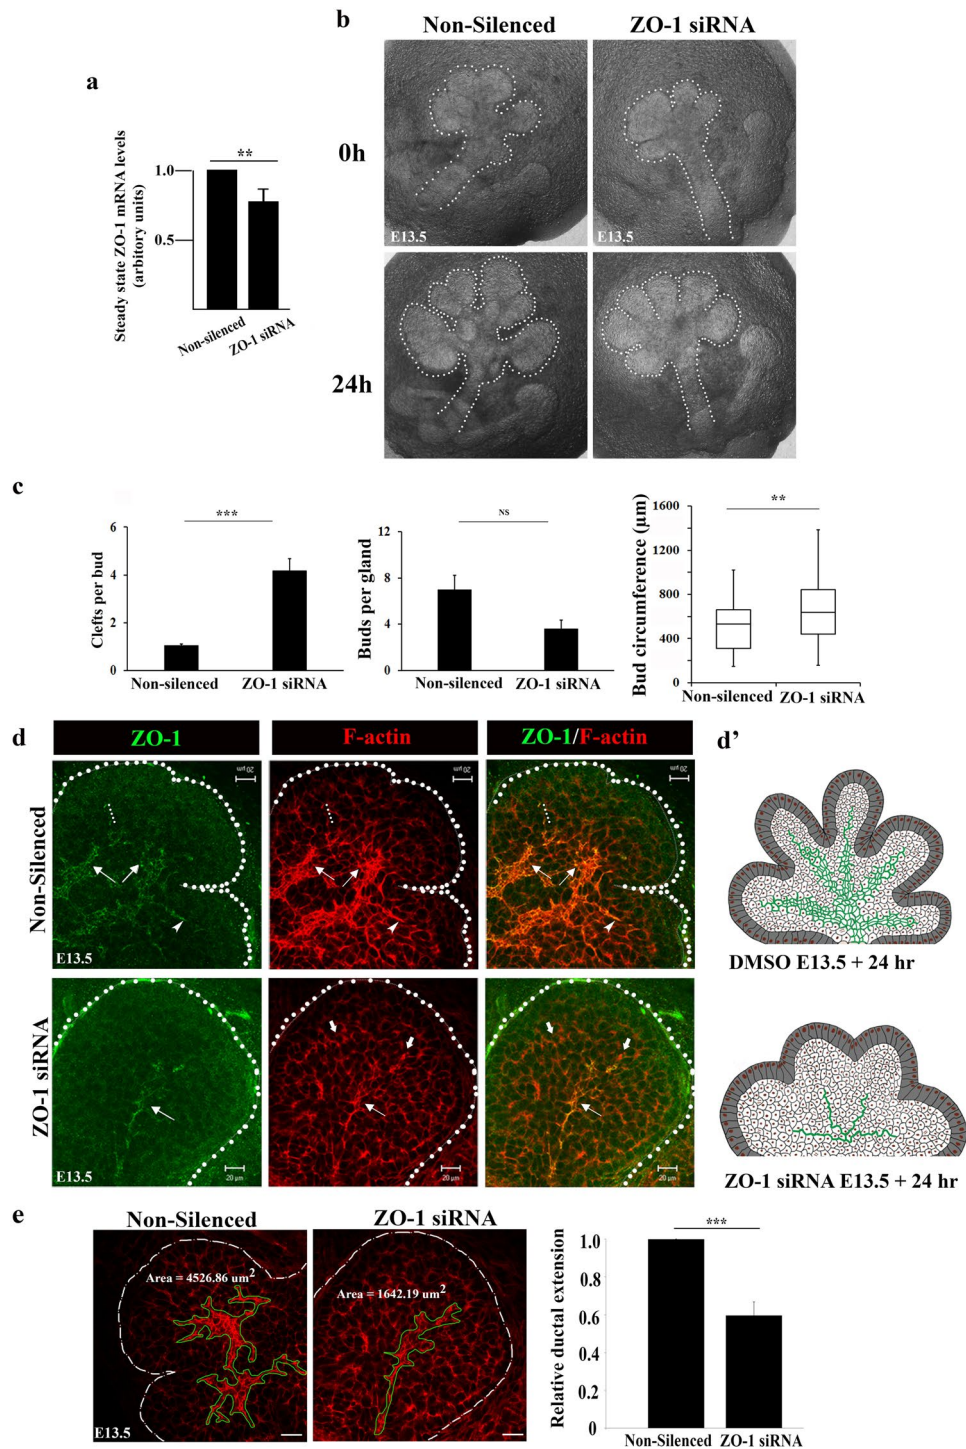 a
Steady state ZO-1 mRNA levels
(arbitory units)
**
1.0
0.5
Non-silenced
ZO-1 siRNA
b
Non-Silenced
ZO-1 siRNA
0h
E13.5
E13.5
24h
c
Clefts per bud
***
6
4
2
0
Non-silenced
ZO-1 siRNA
Buds per gland
NS
12
8
4
0
Non-silenced
ZO-1 siRNA
Bud circumference (µm)
**
1600
1200
800
400
0
Non-silenced
ZO-1 siRNA
d
ZO-1
F-actin
ZO-1/F-actin
d’
Non-Silenced
20 µm
20 µm
20 µm
E13.5
DMSO E13.5 + 24 hr
ZO-1 siRNA
20 µm
20 µm
20 µm
E13.5
ZO-1 siRNA E13.5 + 24 hr
e
Non-Silenced
ZO-1 siRNA
Area = 4526.86 um2
Area = 1642.19 um2
E13.5
Relative ductal extension
***
1.0
0.8
0.6
0.4
0.2
0
Non-Silenced
ZO-1 siRNA